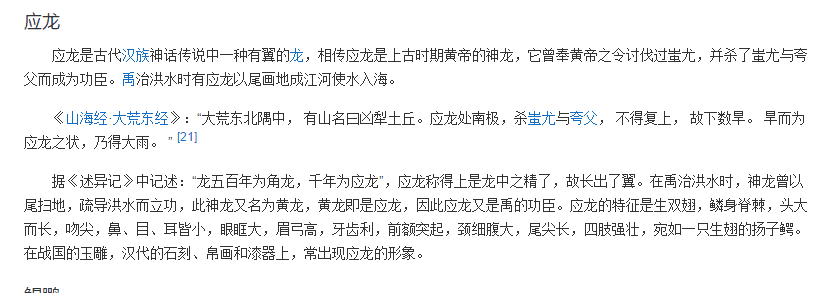 应龙
应龙是古代汉族神话传说中一种有翼的龙，相传应龙是上古时期黄帝的神龙，它曾奉黄帝之令讨伐过蚩尤，并杀了蚩尤与夸
父而成为功臣。禹治洪水时有应龙以尾画地成江河使水入海。
《山海经·大荒东经》：“大荒东北隅中， 有山名曰凶犁土丘。应龙处南极，杀蚩尤与夸父， 不得复上， 故下数旱。 旱而为
应龙之状，乃得大雨。 ” [21]
据《述异记》中记述：“龙五百年为角龙，千年为应龙”，应龙称得上是龙中之精了，故长出了翼。在禹治洪水时，神龙曾以
尾扫地，疏导洪水而立功，此神龙又名为黄龙，黄龙即是应龙，因此应龙又是禹的功臣。应龙的特征是生双翅，鳞身脊棘，头大
而长，吻尖，鼻、目、耳皆小，眼眶大，眉弓高，牙齿利，前额突起，颈细腹大，尾尖长，四肢强壮，宛如一只生翅的扬子鳄。
在战国的玉雕，汉代的石刻、帛画和漆器上，常出现应龙的形象。